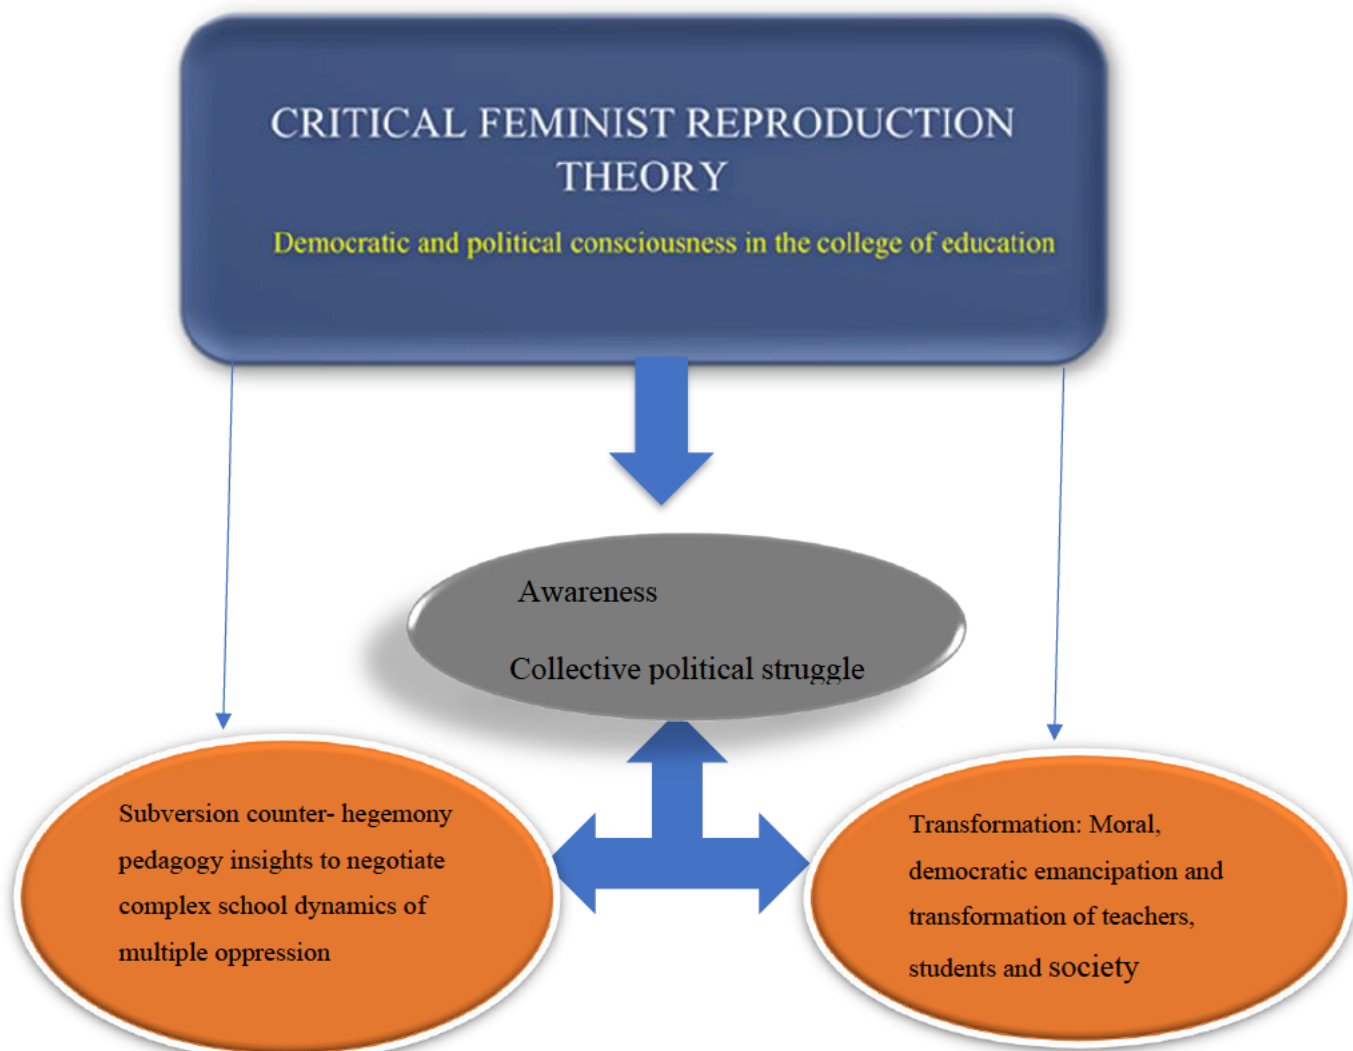 CRITICAL FEMINIST REPRODUCTION
THEORY
Democratic and political consciousness in the college of education
Awareness
Collective political struggle
Subversion counter- hegemony
pedagogy insights to negotiate
complex school dynamics of
multiple oppression
Transformation: Moral,
democratic emancipation and
transformation of teachers,
students and society